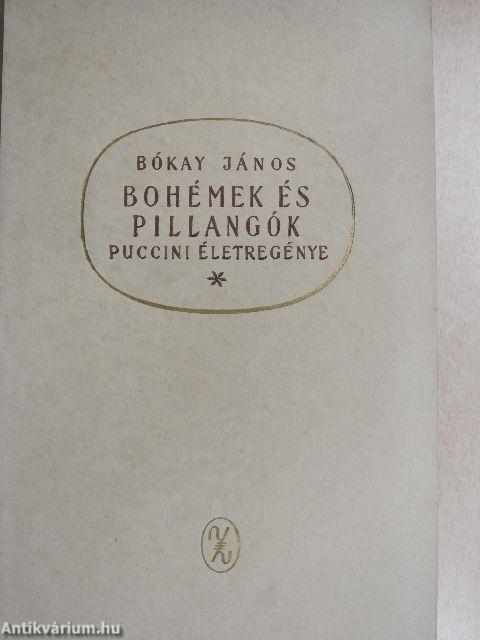 BÓKAY JÁNOS
BOHÉMEK ÉS
PILLANGÓK
PUCCINI ÉLETREGÉNYE
Antikvárium.hu